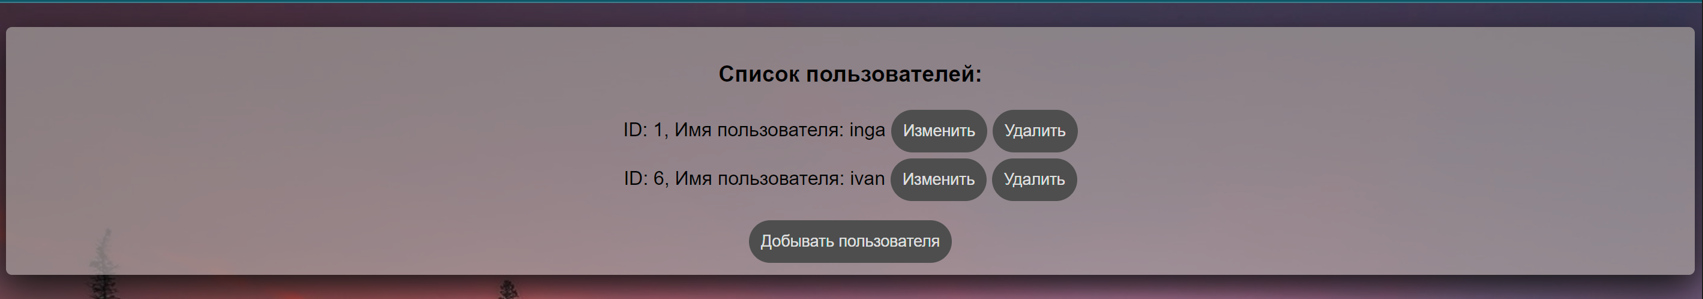 Список пользователей:
ID: 1, Имя пользователя: inga Изменить Удалить
ID: 6, Имя пользователя: ivan Изменить Удалить
Добывать пользователя